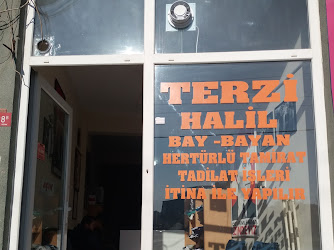 TERZİ
HALİL
BAY -BAYAN
HERTÜRLÜ TAMİRAT
TADİLAT İŞLERİ
İTİNA İLE YAPILIR